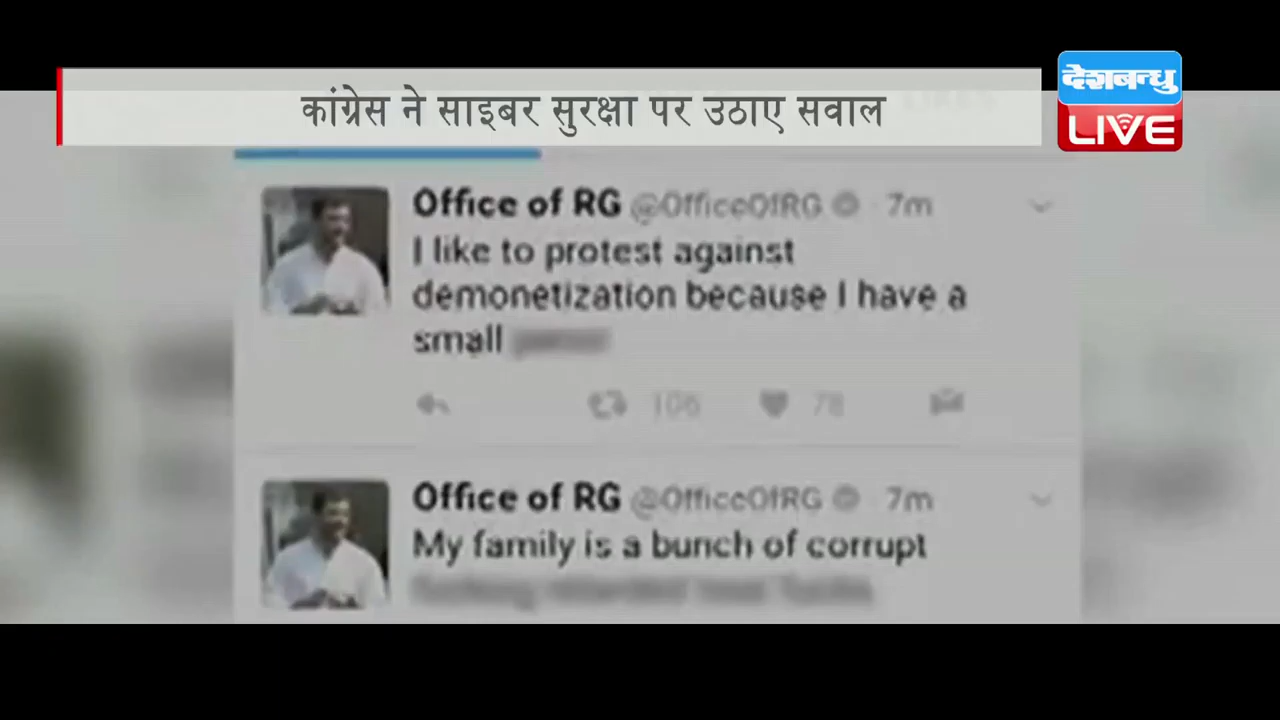 कांग्रेस ने साइबर सुरक्षा पर उठाए सवाल
देशबन्धु
LIVE
Office of RG @OfficeOfRG · 7m
I like to protest against
demonetization because I have a
small
106 78
Office of RG @OfficeOfRG · 7m
My family is a bunch of corrupt